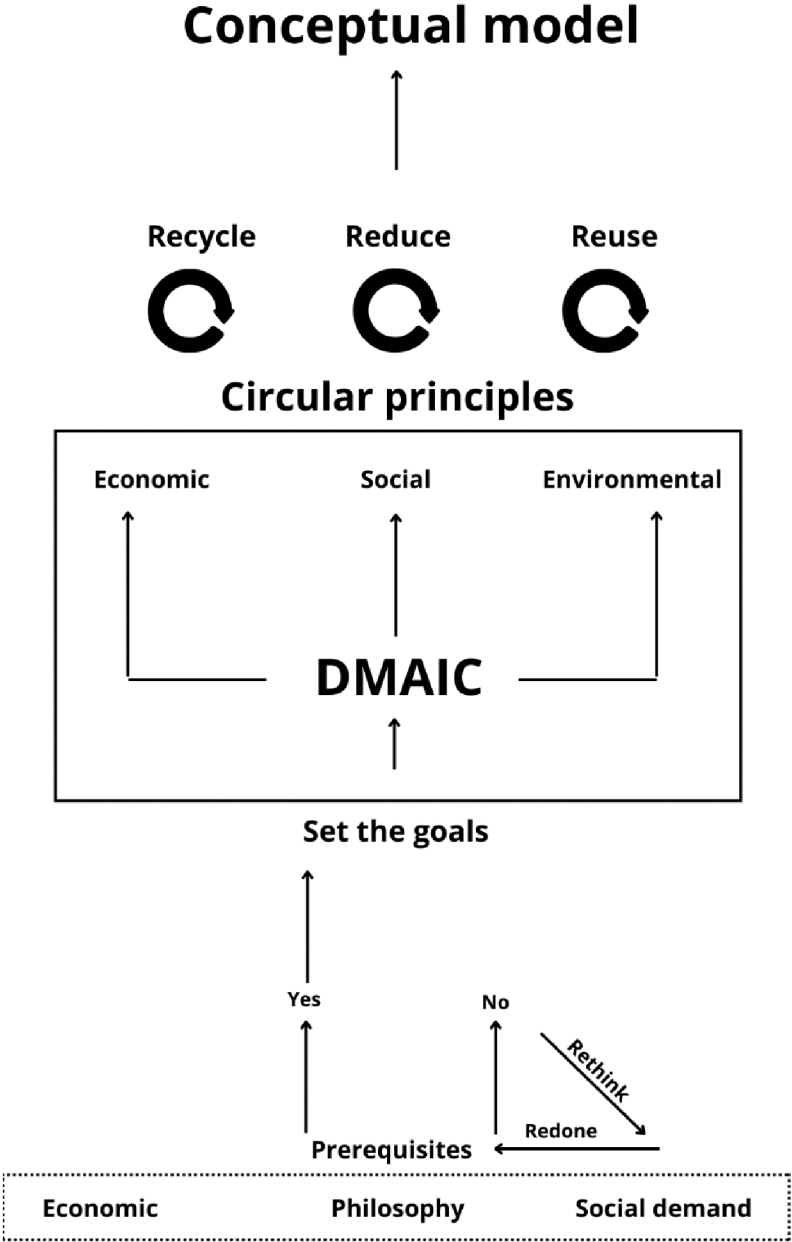 Conceptual model
Recycle Reduce Reuse
Circular principles
Economic Social Environmental
DMAIC
Set the goals
Yes No
Rethink
Redone
Prerequisites
Economic Philosophy Social demand